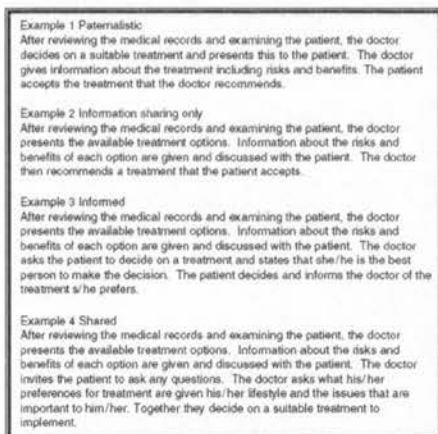 Example 1 Paternalistic
After reviewing the medical records and examining the patient, the doctor
decides on a suitable treatment and presents this to the patient. The doctor
gives information about the treatment including risks and benefits. The patient
accepts the treatment that the doctor recommends.
Example 2 Information sharing only
After reviewing the medical records and examining the patient, the doctor
presents the available treatment options. Information about the risks and
benefits of each option are given and discussed with the patient. The doctor
then recommends a treatment that the patient accepts.
Example 3 Informed
After reviewing the medical records and examining the patient, the doctor
presents the available treatment options. Information about the risks and
benefits of each option are given and discussed with the patient. The doctor
asks the patient to decide on a treatment and states that she/he is the best
person to make the decision. The patient decides and informs the doctor of the
treatment s/he prefers.
Example 4 Shared
After reviewing the medical records and examining the patient, the doctor
presents the available treatment options. Information about the risks and
benefits of each option are given and discussed with the patient. The doctor
invites the patient to ask any questions. The doctor asks what his/her
preferences for treatment are given his/her lifestyle and the issues that are
important to him/her. Together they decide on a suitable treatment to
implement.